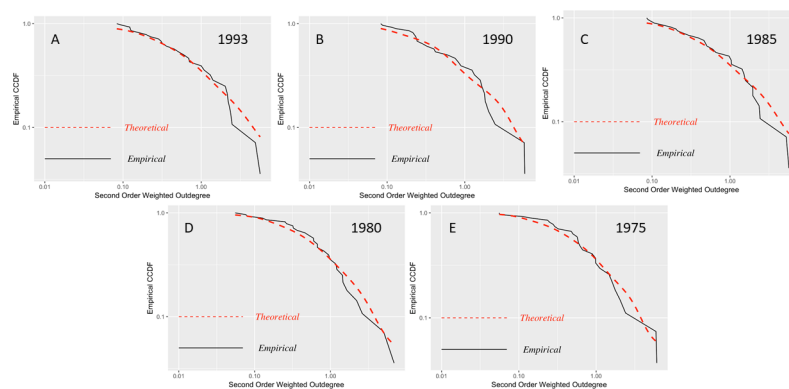 A 1993
1.0
Empirical CCDF
0.1
Theoretical
Empirical
0.01 0.10 1.00
Second Order Weighted Outdegree
B 1990
1.0
Empirical CCDF
0.1
Theoretical
Empirical
0.01 0.10 1.00
Second Order Weighted Outdegree
C 1985
1.0
Empirical CCDF
0.1
Theoretical
Empirical
0.01 0.10 1.00
Second Order Weighted Outdegree
D 1980
1.0
Empirical CCDF
0.1
Theoretical
Empirical
0.01 0.10 1.00
Second Order Weighted Outdegree
E 1975
1.0
Empirical CCDF
0.1
Theoretical
Empirical
0.01 0.10 1.00
Second Order Weighted Outdegree